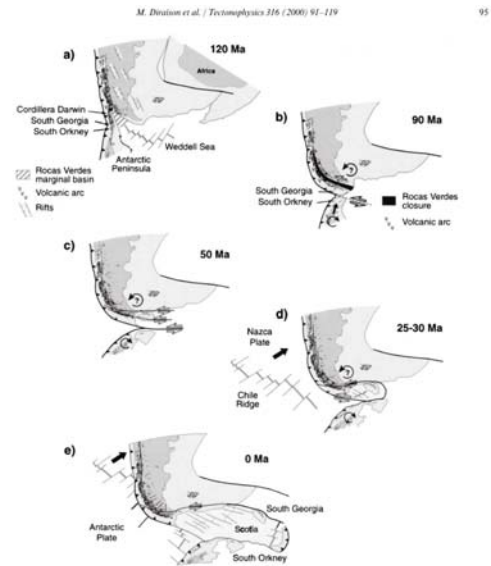 M. Diraison et al. / Tectonophysics 316 (2000) 91–119
95
a)
120 Ma
Africa
Cordillera Darwin
South Georgia
South Orkney
Weddell Sea
Antarctic
Peninsula
Rocas Verdes
marginal basin
Volcanic arc
Rifts
b)
90 Ma
?
South Georgia
South Orkney
Rocas Verdes
closure
Volcanic arc
c)
50 Ma
?
d)
25-30 Ma
Nazca
Plate
?
Chile
Ridge
e)
0 Ma
Antarctic
Plate
South Georgia
Scotia
South Orkney